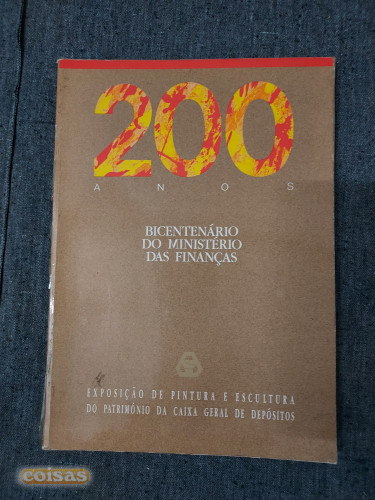 200
ANOS
BICENTENÁRIO
DO MINISTÉRIO
DAS FINANÇAS
EXPOSIÇÃO DE PINTURA E ESCULTURA
DO PATRIMÓNIO DA CAIXA GERAL DE DEPÓSITOS
coisas